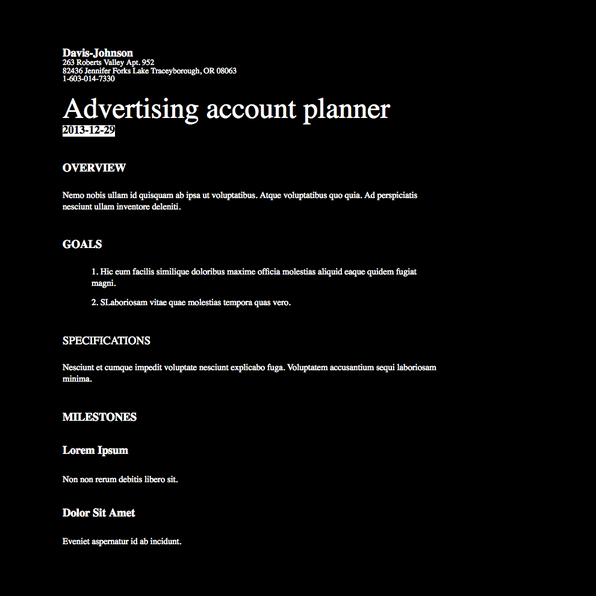 Davis-Johnson
263 Roberts Valley Apt. 952
82436 Jennifer Forks Lake Traceyborough, OR 08063
1-603-014-7330
Advertising account planner
2013-12-29
OVERVIEW
Nemo nobis ullam id quisquam ab ipsa ut voluptatibus. Atque voluptatibus quo quia. Ad perspiciatis
nesciunt ullam inventore deleniti.
GOALS
1. Hic eum facilis similique doloribus maxime officia molestias aliquid eaque quidem fugiat
magni.
2. SLaboriosam vitae quae molestias tempora quas vero.
SPECIFICATIONS
Nesciunt et cumque impedit voluptate nesciunt explicabo fuga. Voluptatem accusantium sequi laboriosam
minima.
MILESTONES
Lorem Ipsum
Non non rerum debitis libero sit.
Dolor Sit Amet
Eveniet aspernatur id ab incidunt.